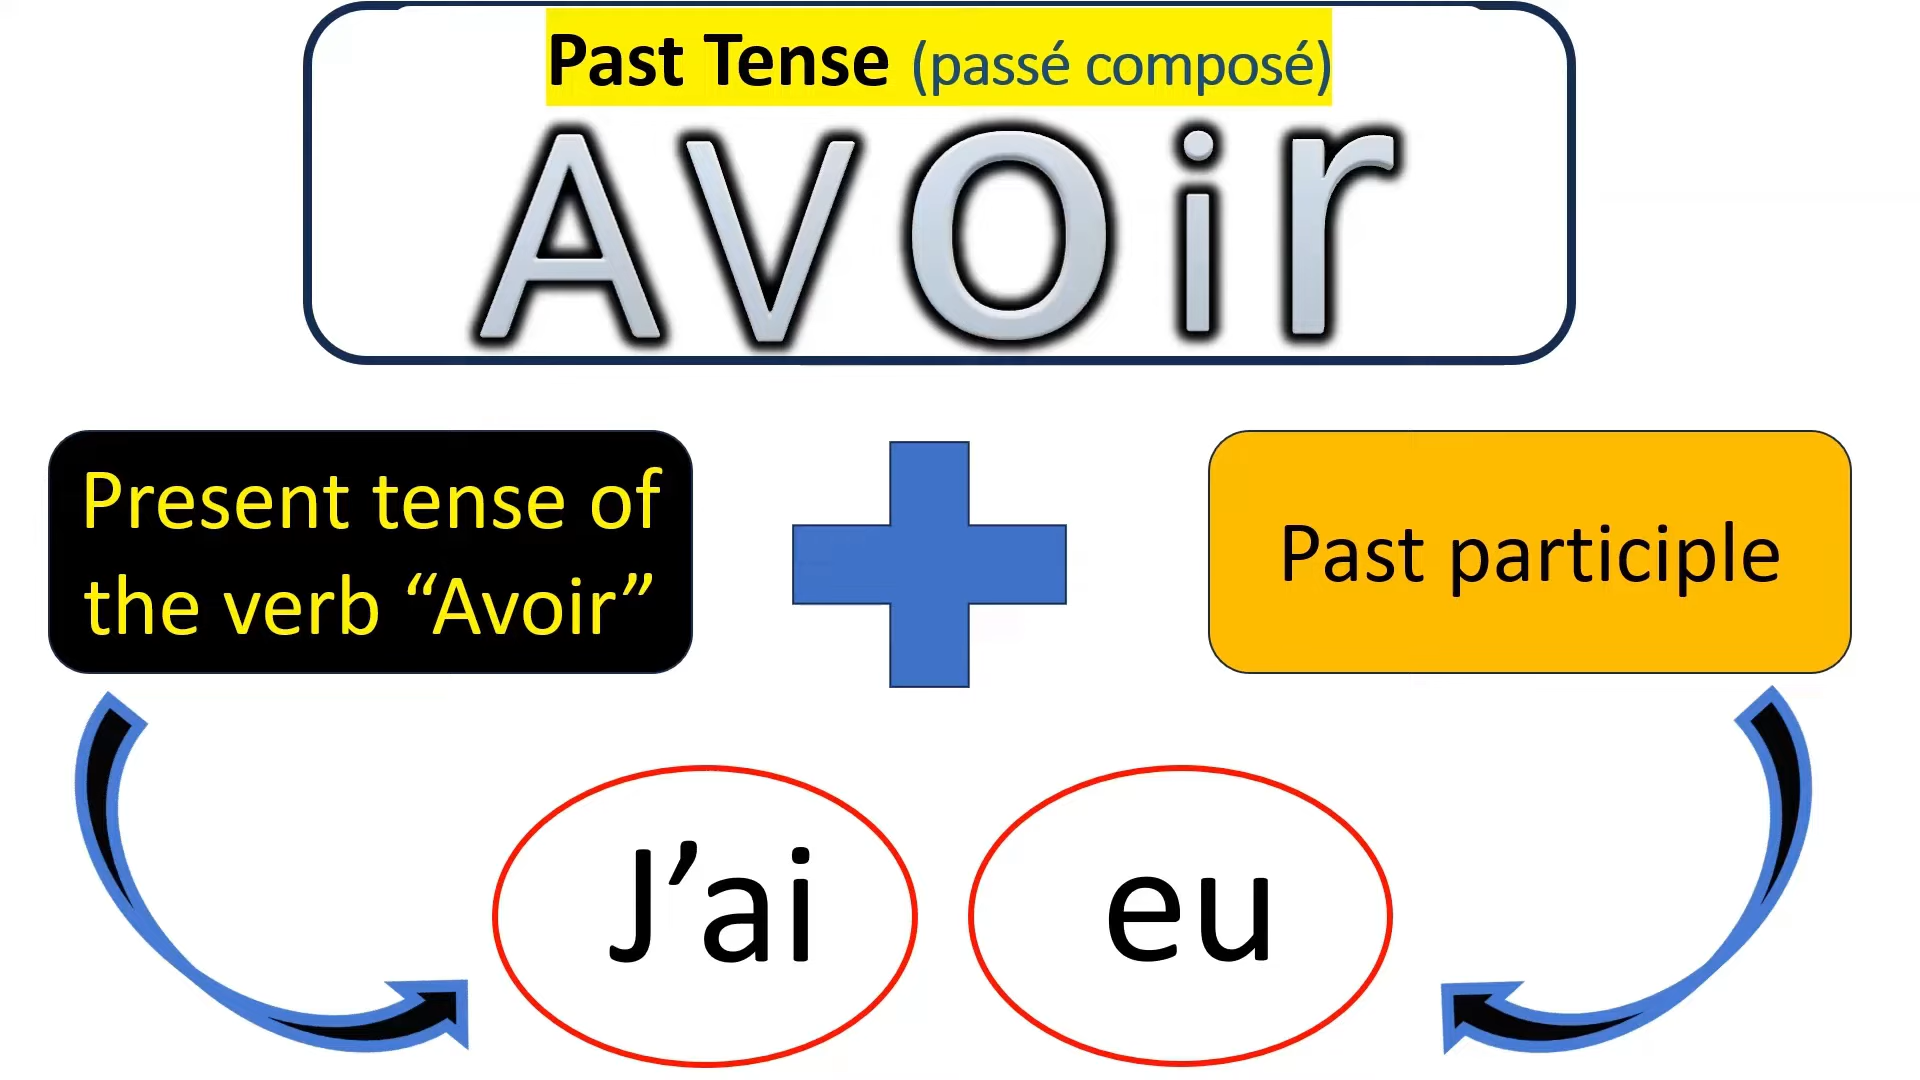 Past Tense (passé composé)
Avoir
Present tense of
the verb “Avoir”
Past participle
J’ai
eu